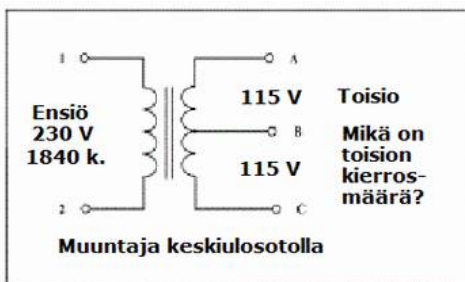 1
A
Ensiö
230 V
1840 k.
115 V
Toisio
B
Mikä on
toision
kierros-
määrä?
115 V
2
C
Muuntaja keskiulosotolla